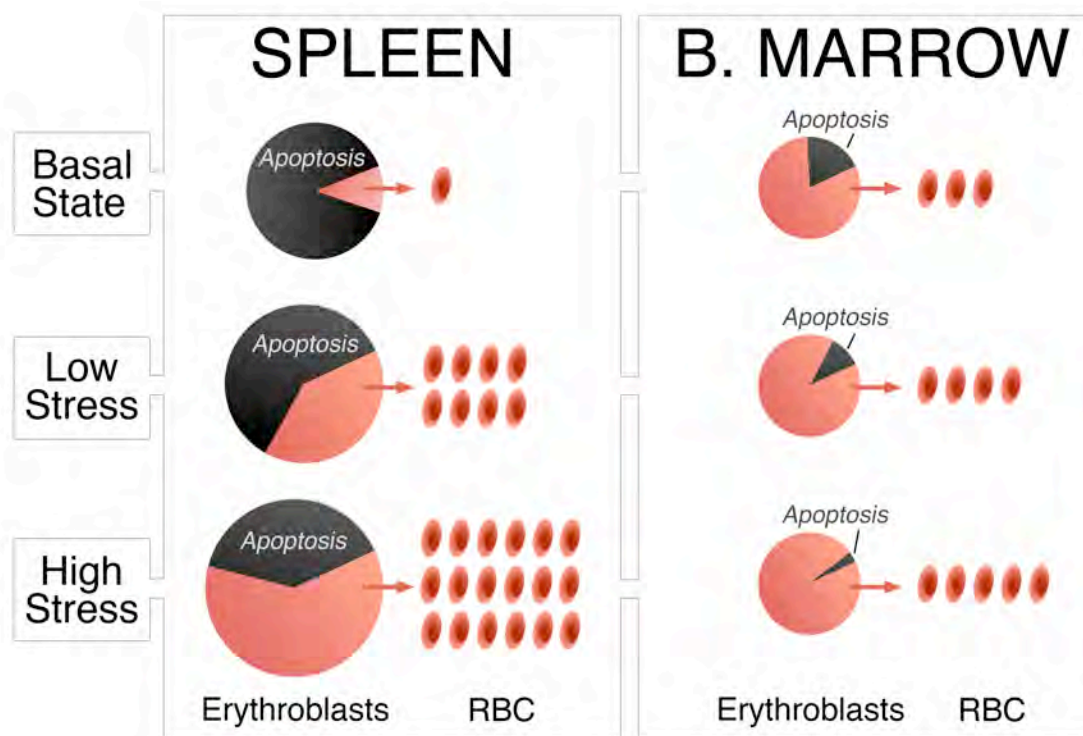 SPLEEN
B. MARROW
Basal
State
Apoptosis
Apoptosis
Low
Stress
Apoptosis
Apoptosis
High
Stress
Apoptosis
Apoptosis
Erythroblasts
RBC
Erythroblasts
RBC